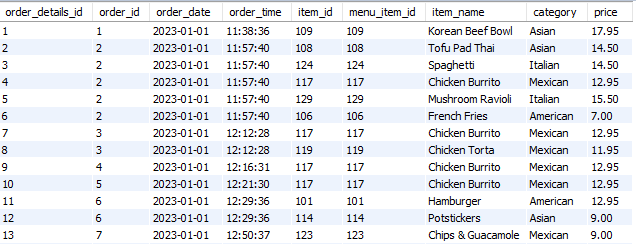 order_details_id order_id order_date order_time item_id menu_item_id item_name category price
1 1 2023-01-01 11:38:36 109 109 Korean Beef Bowl Asian 17.95
2 2 2023-01-01 11:57:40 108 108 Tofu Pad Thai Asian 14.50
3 2 2023-01-01 11:57:40 124 124 Spaghetti Italian 14.50
4 2 2023-01-01 11:57:40 117 117 Chicken Burrito Mexican 12.95
5 2 2023-01-01 11:57:40 129 129 Mushroom Ravioli Italian 15.50
6 2 2023-01-01 11:57:40 106 106 French Fries American 7.00
7 3 2023-01-01 12:12:28 117 117 Chicken Burrito Mexican 12.95
8 3 2023-01-01 12:12:28 119 119 Chicken Torta Mexican 11.95
9 4 2023-01-01 12:16:31 117 117 Chicken Burrito Mexican 12.95
10 5 2023-01-01 12:21:30 117 117 Chicken Burrito Mexican 12.95
11 6 2023-01-01 12:29:36 101 101 Hamburger American 12.95
12 6 2023-01-01 12:29:36 114 114 Potstickers Asian 9.00
13 7 2023-01-01 12:50:37 123 123 Chips & Guacamole Mexican 9.00